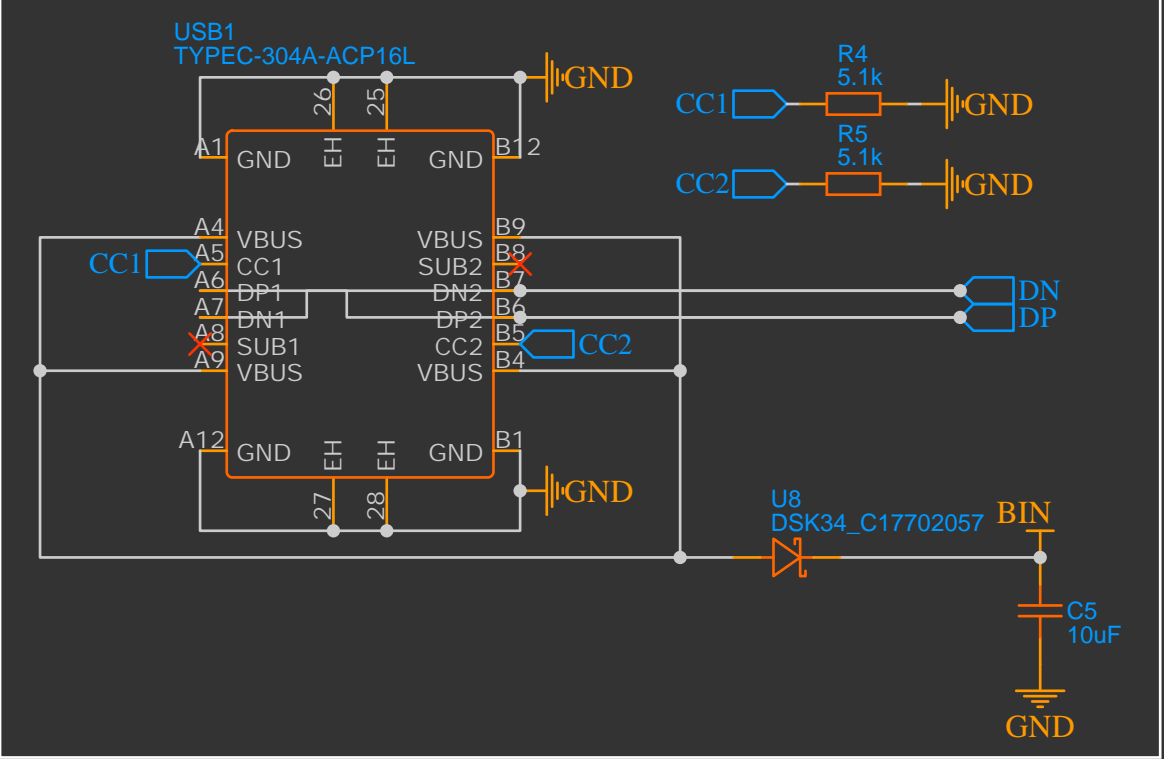 USB1
TYPEC-304A-ACP16L
GND
26
25
A1
GND
EH
EH
GND
B12
A4
VBUS
VBUS
B9
CC1
A5
CC1
SUB2
B8
A6
DP1
DN2
B7
DN
A7
DN1
DP2
B6
DP
A8
SUB1
CC2
B5
CC2
A9
VBUS
VBUS
B4
A12
GND
EH
EH
GND
B1
27
28
GND
R4
5.1k
CC1
GND
R5
5.1k
CC2
GND
U8
DSK34_C17702057
BIN
C5
10uF
GND